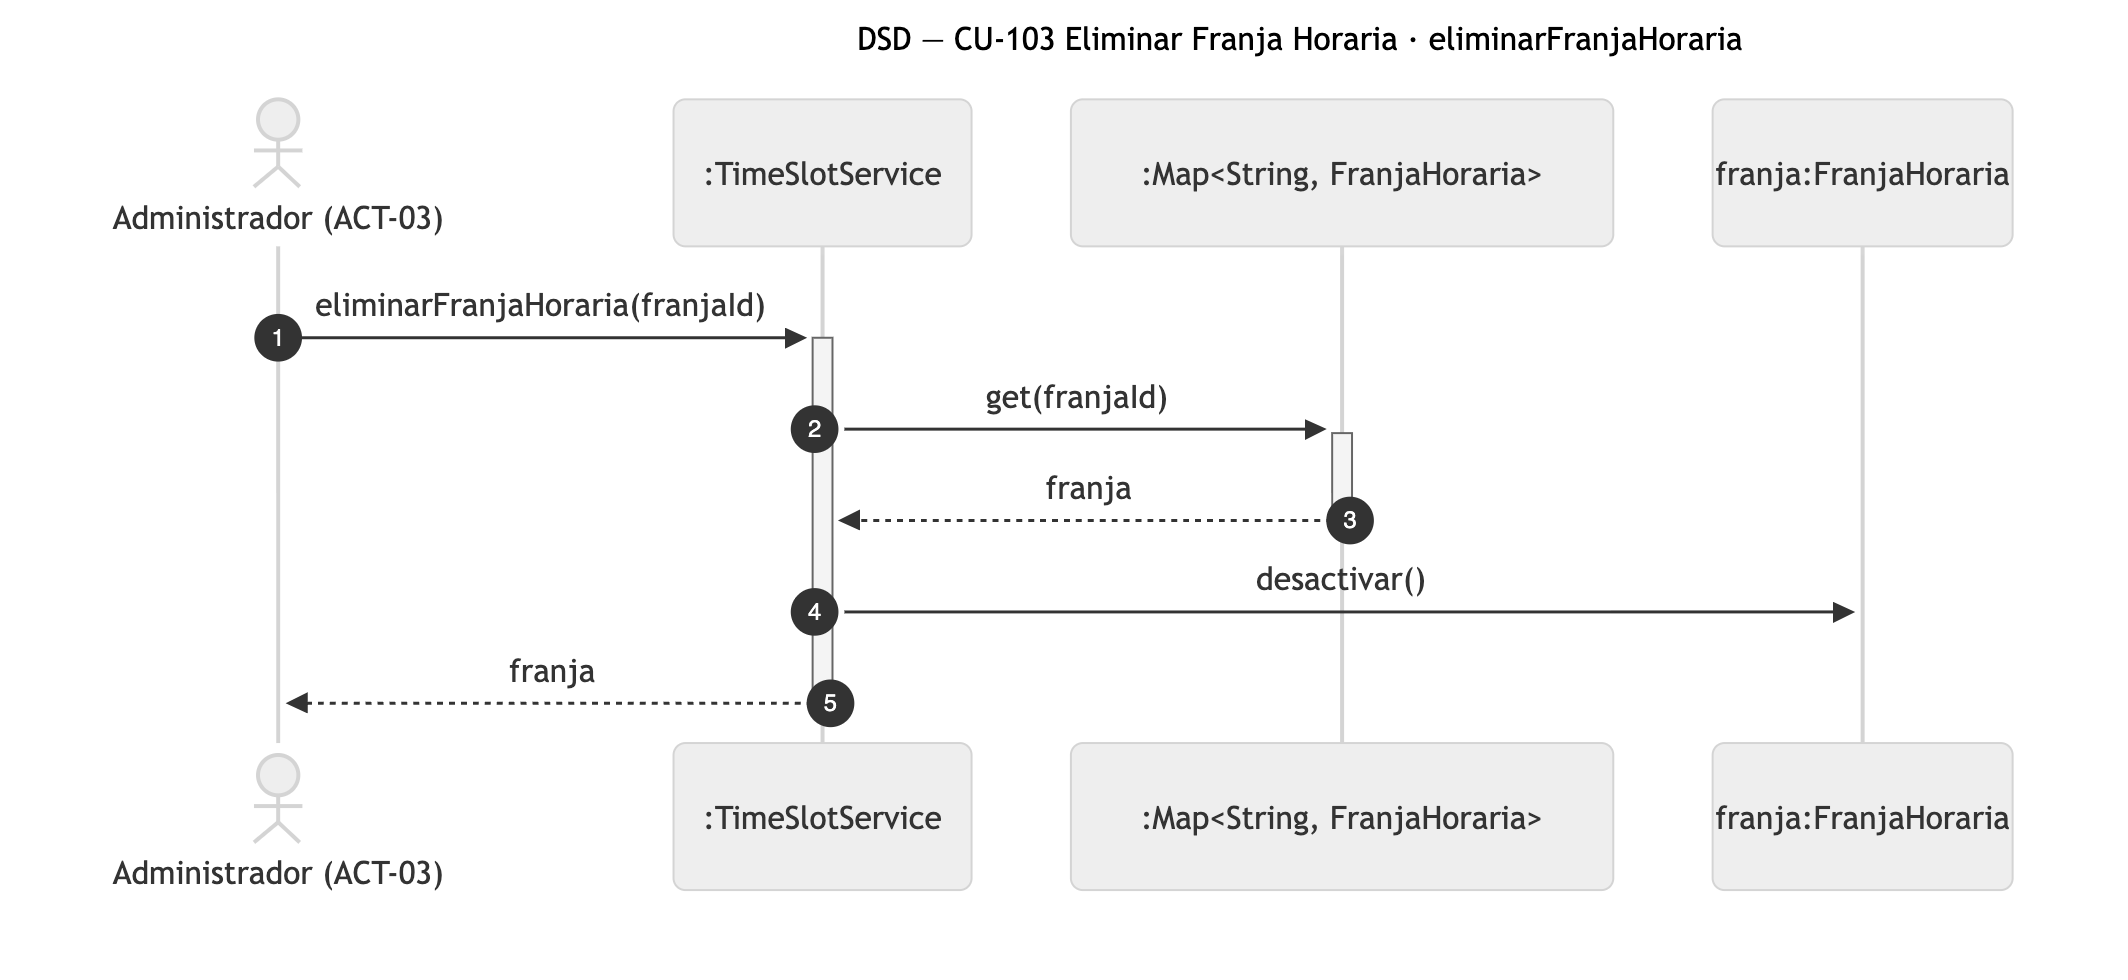 DSD — CU-103 Eliminar Franja Horaria · eliminarFranjaHoraria
Administrador (ACT-03)
:TimeSlotService
:Map<String, FranjaHoraria>
franja:FranjaHoraria
eliminarFranjaHoraria(franjaId)
1
get(franjaId)
2
franja
3
desactivar()
4
franja
5
Administrador (ACT-03)
:TimeSlotService
:Map<String, FranjaHoraria>
franja:FranjaHoraria